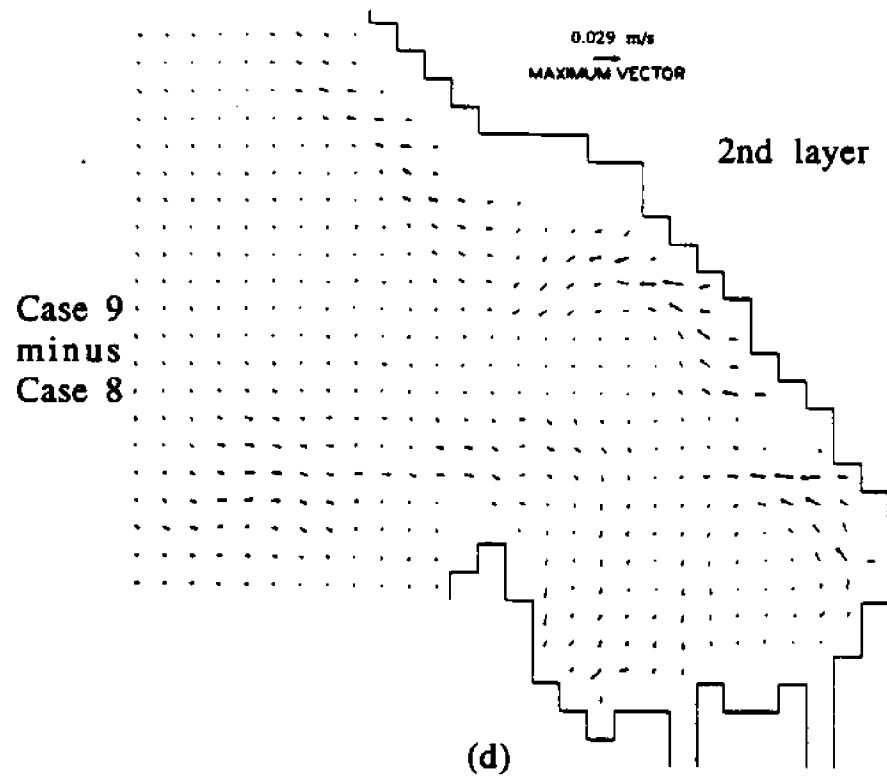 0.029 m/s
MAXIMUM VECTOR
2nd layer
Case 9
minus
Case 8
(d)